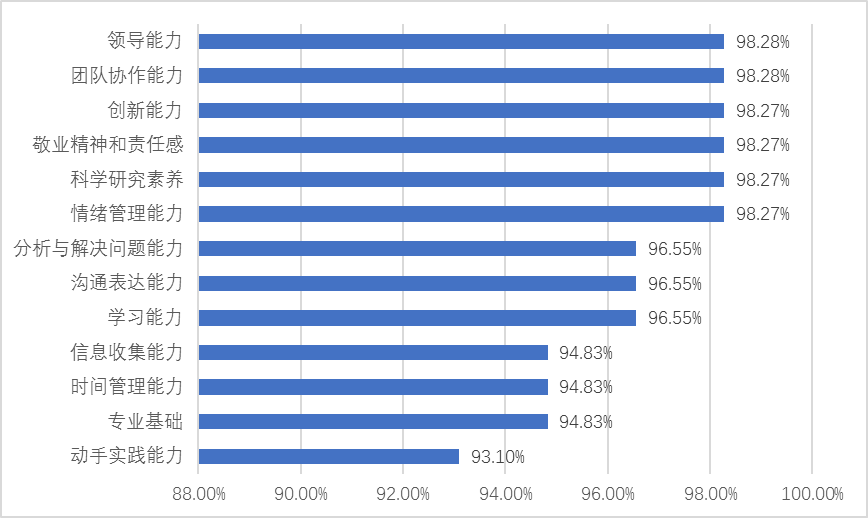 领导能力 98.28%
团队协作能力 98.28%
创新能力 98.27%
敬业精神和责任感 98.27%
科学研究素养 98.27%
情绪管理能力 98.27%
分析与解决问题能力 96.55%
沟通表达能力 96.55%
学习能力 96.55%
信息收集能力 94.83%
时间管理能力 94.83%
专业基础 94.83%
动手实践能力 93.10%
88.00% 90.00% 92.00% 94.00% 96.00% 98.00% 100.00%